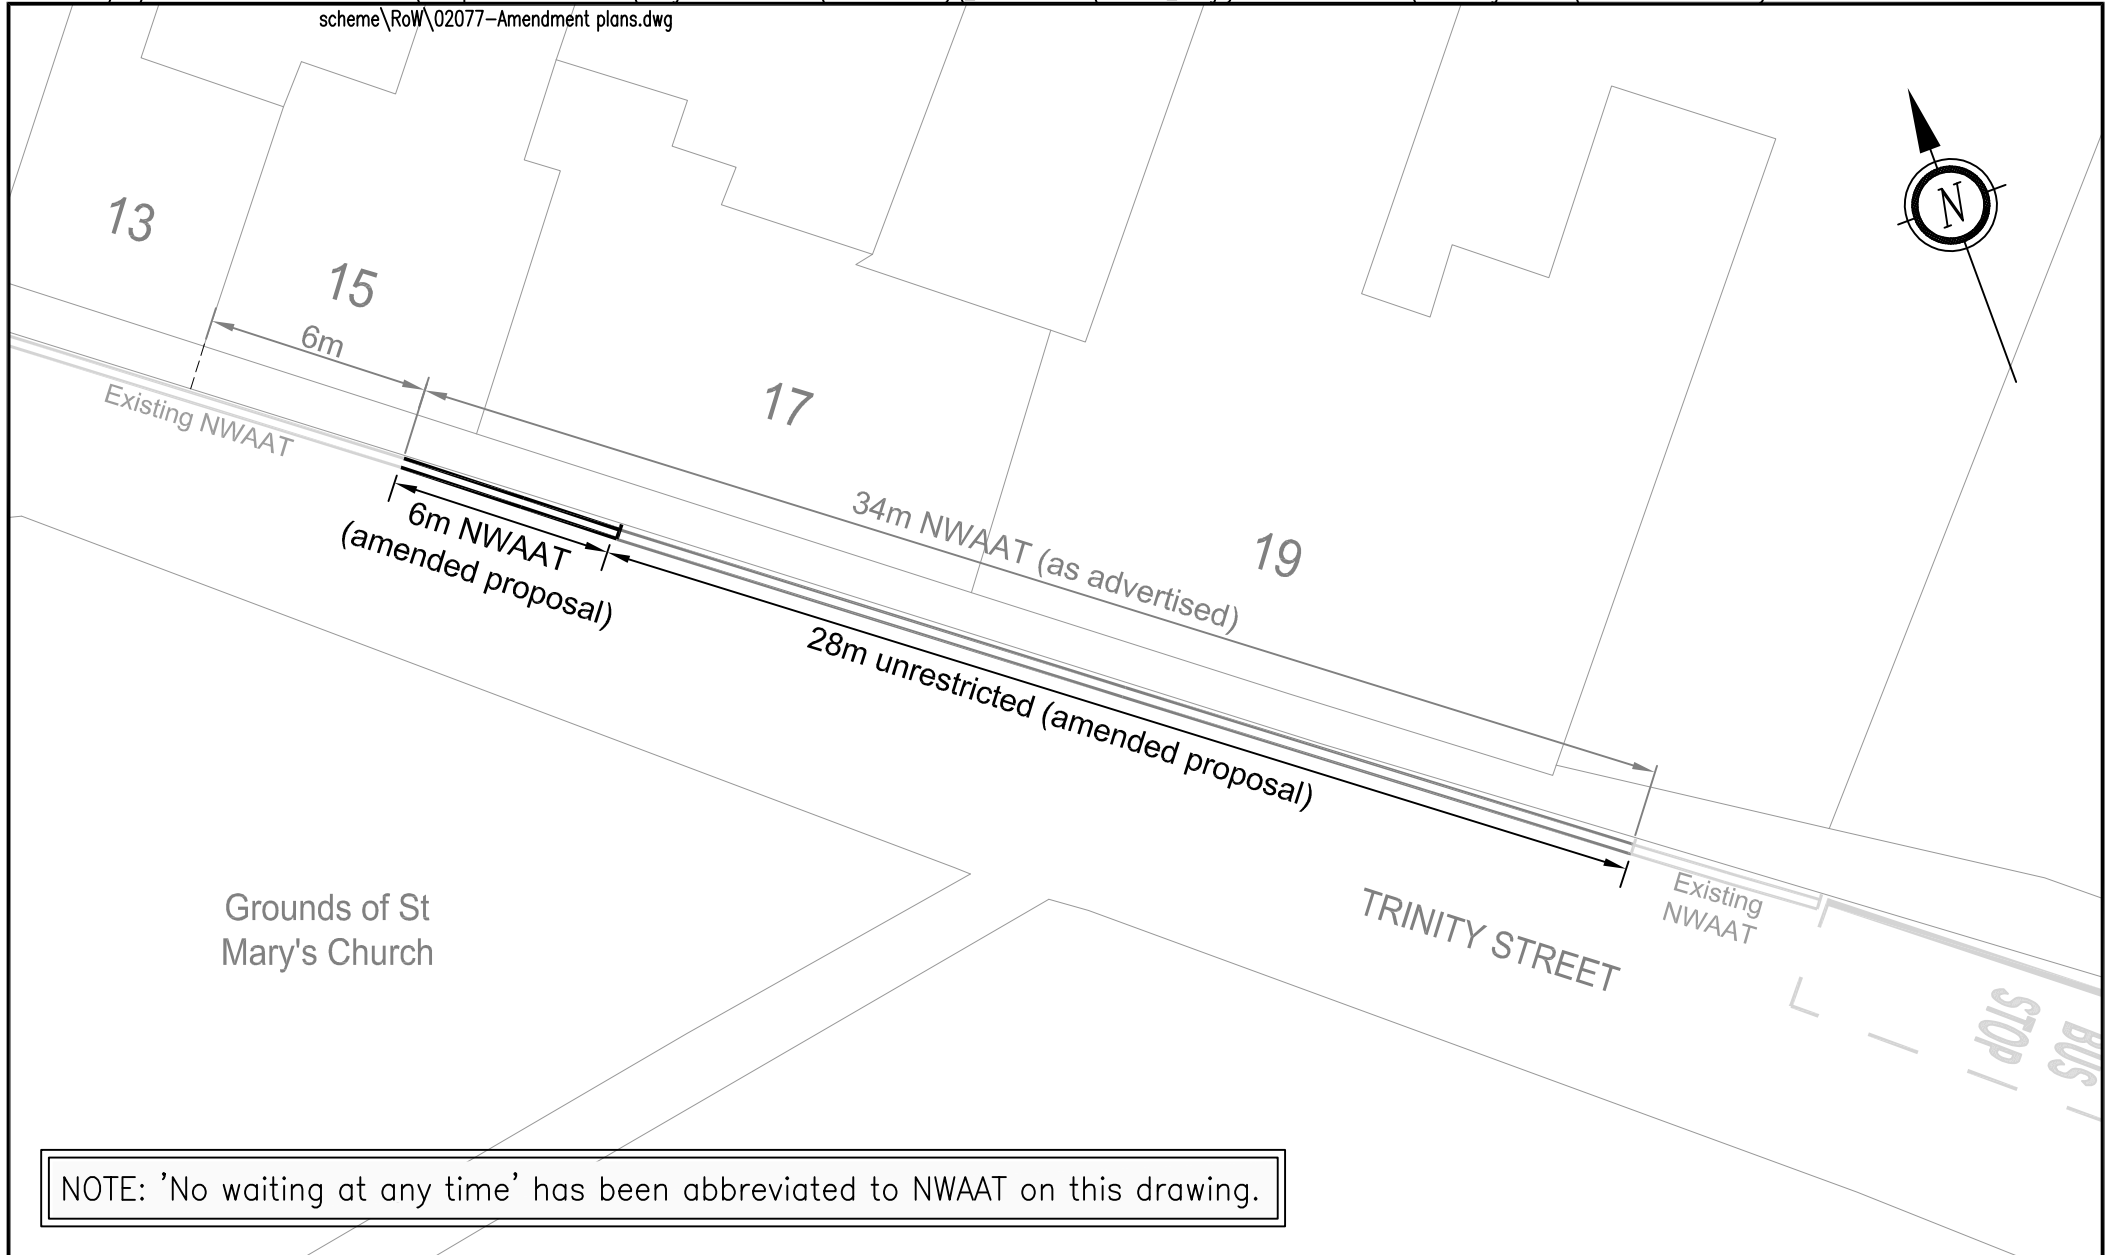 scheme\RoW\02077-Amendment plans.dwg
N
13
15
6m
17
Existing NWAAT
34m NWAAT (as advertised)
19
6m NWAAT
(amended proposal)
28m unrestricted (amended proposal)
Existing
NWAAT
TRINITY STREET
Grounds of St
Mary's Church
BUS
STOP
NOTE: 'No waiting at any time' has been abbreviated to NWAAT on this drawing.